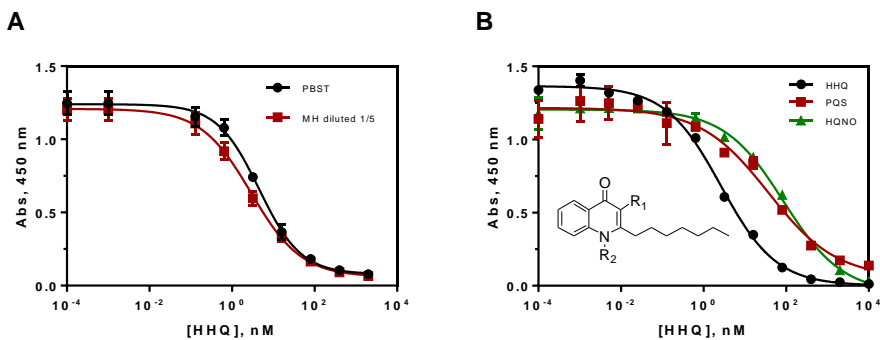 A
B
1.5
1.0
0.5
0.0
Abs, 450 nm
PBST
MH diluted 1/5
10⁻⁴ 10⁻² 10⁰ 10² 10⁴
[HHQ], nM
1.5
1.0
0.5
0.0
Abs, 450 nm
HHQ
PQS
HQNO
O
R₁
N
R₂
10⁻⁴ 10⁻² 10⁰ 10² 10⁴
[HHQ], nM